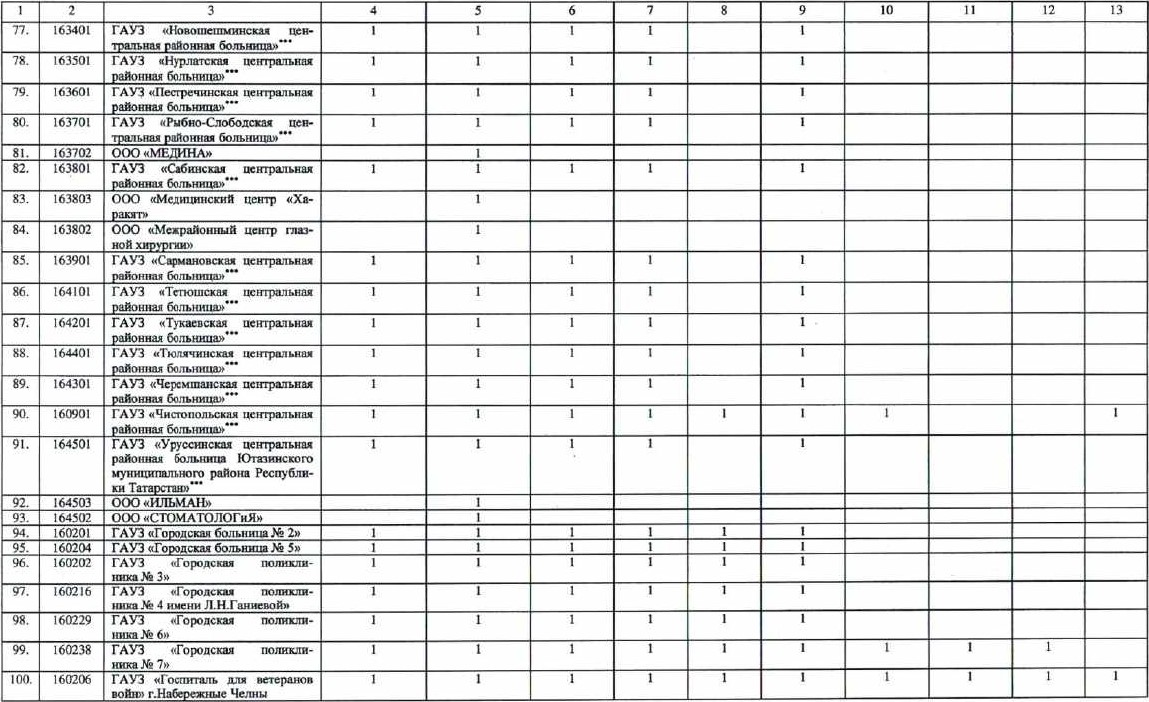 1 2 3 4 5 6 7 8 9 10 11 12 13
77. 163401 ГАУЗ «Новошешминская цен- 1 1 1 1 1
тральная районная больница»***
78. 163501 ГАУЗ «Нурлатская центральная 1 1 1 1 1
районная больница»***
79. 163601 ГАУЗ «Пестречинская центральная 1 1 1 1 1
районная больница»***
80. 163701 ГАУЗ «Рыбно-Слободская цен- 1 1 1 1 1
тральная районная больница»***
81. 163702 ООО «МЕДИНА» 1
82. 163801 ГАУЗ «Сабинская центральная 1 1 1 1 1
районная больница»***
83. 163803 ООО «Медицинский центр «Ха- 1
ракят»
84. 163802 ООО «Межрайонный центр глаз- 1
ной хирургии»
85. 163901 ГАУЗ «Сармановская центральная 1 1 1 1 1
районная больница»***
86. 164101 ГАУЗ «Тетюшская центральная 1 1 1 1 1
районная больница»***
87. 164201 ГАУЗ «Тукаевская центральная 1 1 1 1 1
районная больница»***
88. 164401 ГАУЗ «Тюлячинская центральная 1 1 1 1 1
районная больница»***
89. 164301 ГАУЗ «Черемшанская центральная 1 1 1 1 1
районная больница»***
90. 160901 ГАУЗ «Чистопольская центральная 1 1 1 1 1 1 1 1
районная больница»***
91. 164501 ГАУЗ «Уруссинская центральная 1 1 1 1 1
районная больница Ютазинского
муниципального района Республи-
ки Татарстан»***
92. 164503 ООО «ИЛЬМАН» 1
93. 164502 ООО «СТОМАТОЛОГиЯ» 1
94. 160201 ГАУЗ «Городская больница № 2» 1 1 1 1 1 1
95. 160204 ГАУЗ «Городская больница № 5» 1 1 1 1 1 1
96. 160202 ГАУЗ «Городская поликли- 1 1 1 1 1 1
ника № 3»
97. 160216 ГАУЗ «Городская поликли- 1 1 1 1 1 1
ника № 4 имени Л.Н.Ганиевой»
98. 160229 ГАУЗ «Городская поликли- 1 1 1 1 1 1
ника № 6»
99. 160238 ГАУЗ «Городская поликли- 1 1 1 1 1 1 1 1 1
ника № 7»
100. 160206 ГАУЗ «Госпиталь для ветеранов 1 1 1 1 1 1 1 1 1 1
войн» г.Набережные Челны